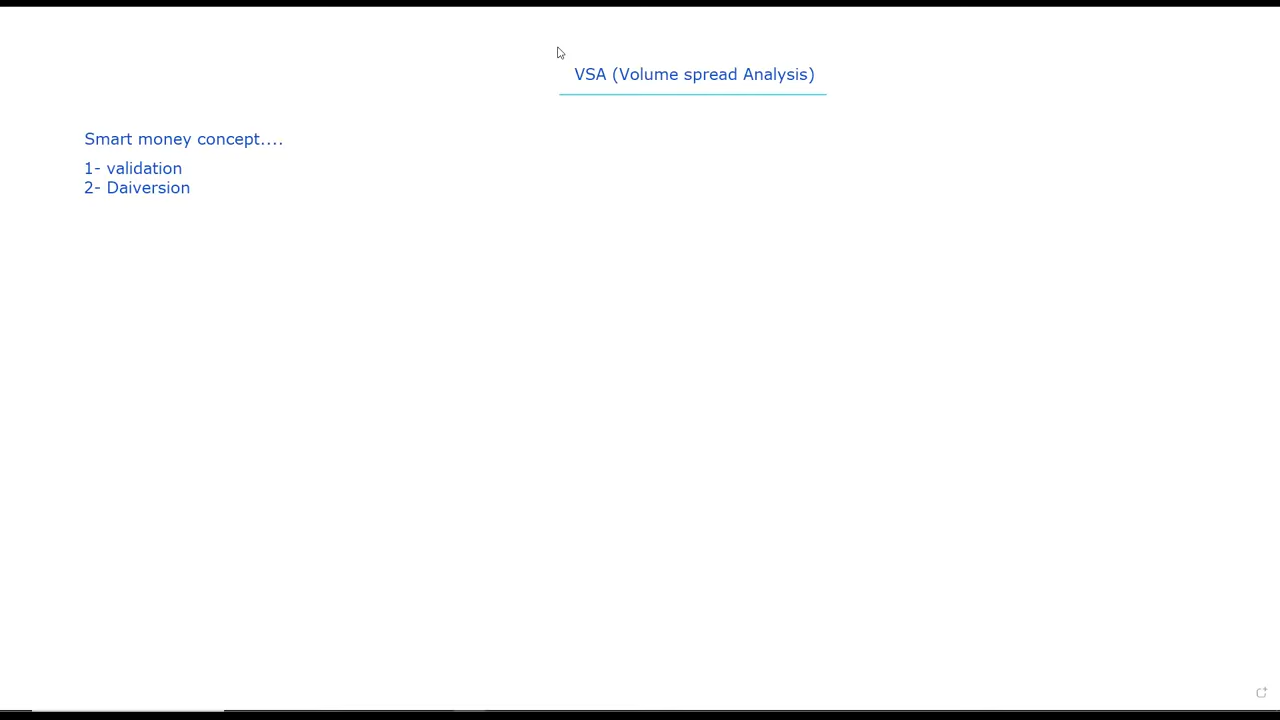 VSA (Volume spread Analysis)
Smart money concept....
1- validation
2- Daiversion